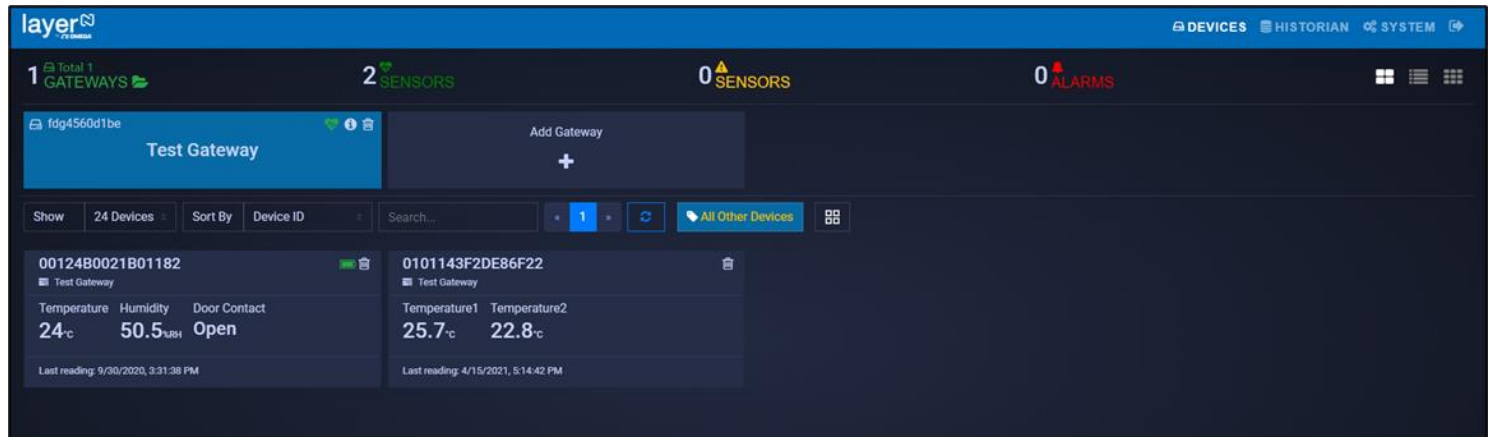 layer N
by Ω OMEGA
DEVICES HISTORIAN SYSTEM
1 Total 1 GATEWAYS
2 SENSORS
0 SENSORS
0 ALARMS
fdg4560d1be
Test Gateway
Add Gateway
+
Show 24 Devices Sort By Device ID Search... « 1 » All Other Devices
00124B0021B01182
Test Gateway
Temperature Humidity Door Contact
24°C 50.5%RH Open
Last reading: 9/30/2020, 3:31:38 PM
0101143F2DE86F22
Test Gateway
Temperature1 Temperature2
25.7°C 22.8°C
Last reading: 4/15/2021, 5:14:42 PM